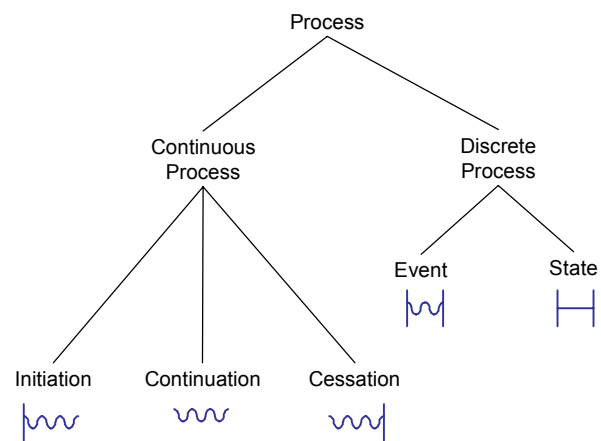 Process
Continuous
Process
Discrete
Process
Event
State
Initiation
Continuation
Cessation